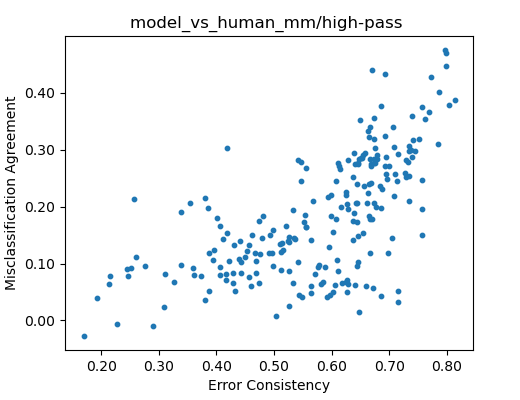 model_vs_human_mm/high-pass
0.40
0.30
0.20
0.10
0.00
Misclassification Agreement
0.20 0.30 0.40 0.50 0.60 0.70 0.80
Error Consistency